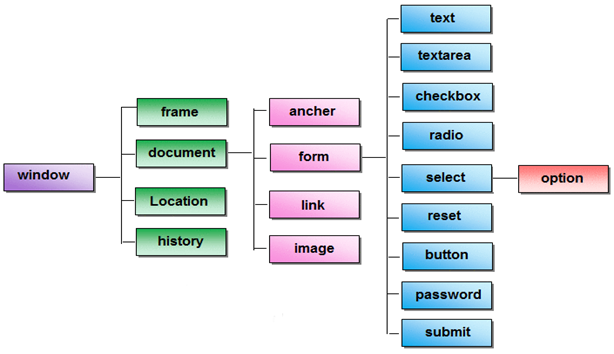 window
frame
document
Location
history
ancher
form
link
image
text
textarea
checkbox
radio
select
reset
button
password
submit
option